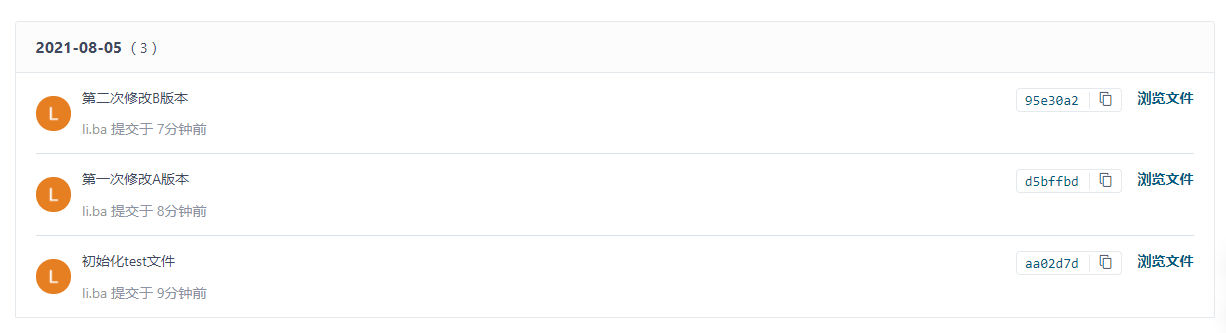 2021-08-05 ( 3 )
L 第二次修改B版本 95e30a2 浏览文件
li.ba 提交于 7分钟前
L 第一次修改A版本 d5bffbd 浏览文件
li.ba 提交于 8分钟前
L 初始化test文件 aa02d7d 浏览文件
li.ba 提交于 9分钟前